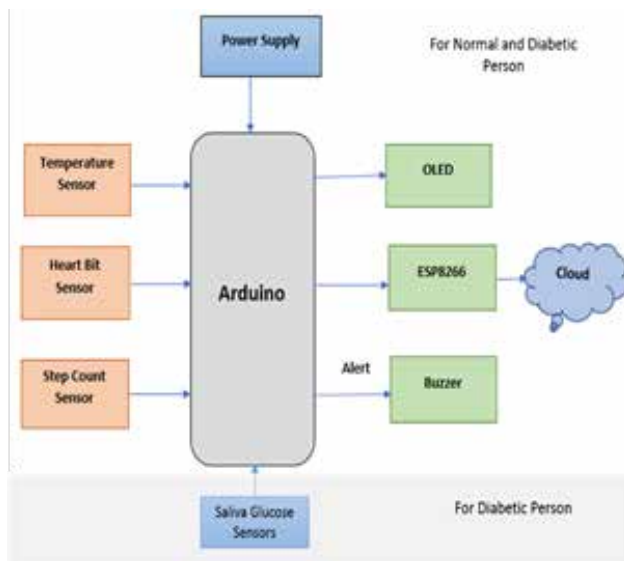 Power Supply
For Normal and Diabetic
Person
Temperature
Sensor
OLED
Heart Bit
Sensor
Arduino
ESP8266
Cloud
Step Count
Sensor
Alert
Buzzer
Saliva Glucose
Sensors
For Diabetic Person